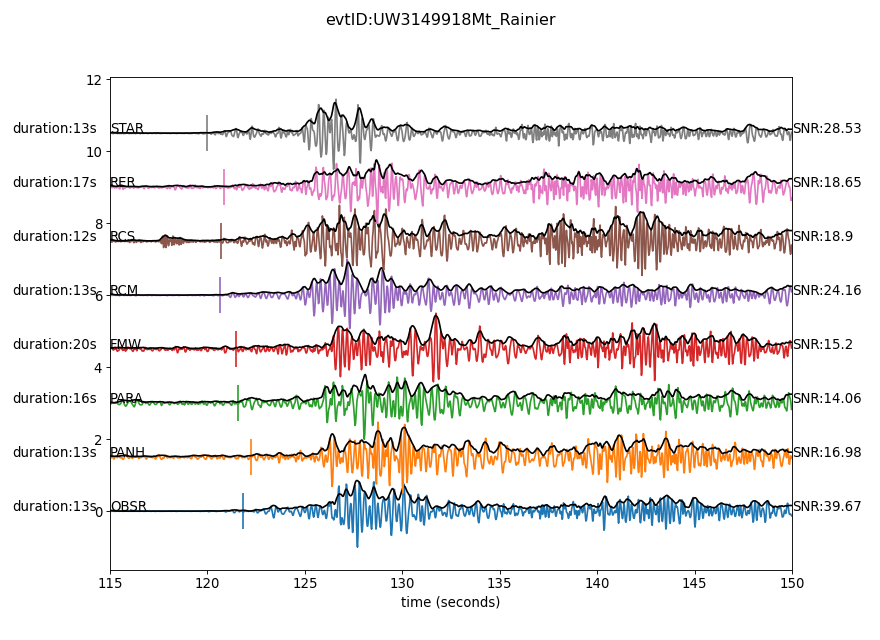 evtID:UW3149918Mt_Rainier
12
duration:13s STAR SNR:28.53
10
duration:17s RER SNR:18.65
8
duration:12s RCS SNR:18.9
duration:13s RCM SNR:24.16
6
duration:20s FMW SNR:15.2
4
duration:16s PARA SNR:14.06
2
duration:13s PANH SNR:16.98
duration:13s OBSR SNR:39.67
0
115 120 125 130 135 140 145 150
time (seconds)